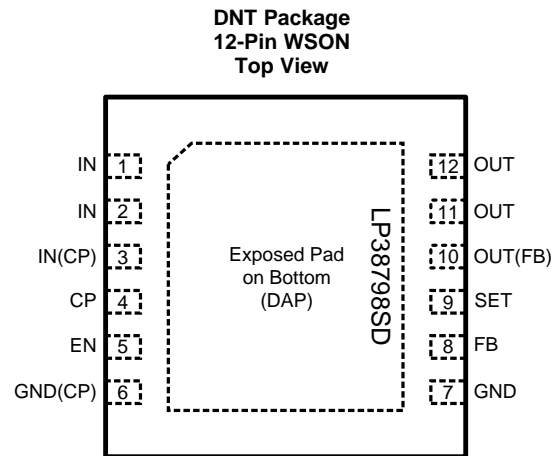 DNT Package
12-Pin WSON
Top View
IN 1
IN 2
IN(CP) 3
CP 4
EN 5
GND(CP) 6
Exposed Pad
on Bottom
(DAP)
LP38798SD
12 OUT
11 OUT
10 OUT(FB)
9 SET
8 FB
7 GND